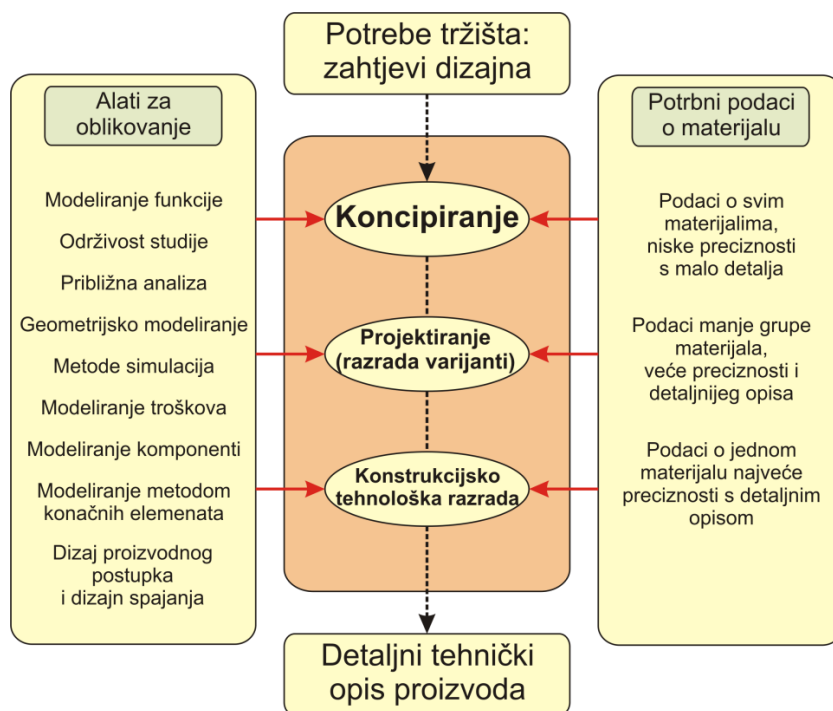 Potrebe tržišta:
zahtjevi dizajna
Alati za
oblikovanje
Modeliranje funkcije
Održivost studije
Približna analiza
Geometrijsko modeliranje
Metode simulacija
Modeliranje troškova
Modeliranje komponenti
Modeliranje metodom
konačnih elemenata
Dizaj proizvodnog
postupka
i dizajn spajanja
Koncipiranje
Projektiranje
(razrada varijanti)
Konstrukcijsko
tehnološka razrada
Potrbni podaci
o materijalu
Podaci o svim
materijalima,
niske preciznosti
s malo detalja
Podaci manje grupe
materijala,
veće preciznosti i
detaljnijeg opisa
Podaci o jednom
materijalu najveće
preciznosti s detaljnim
opisom
Detaljni tehnički
opis proizvoda